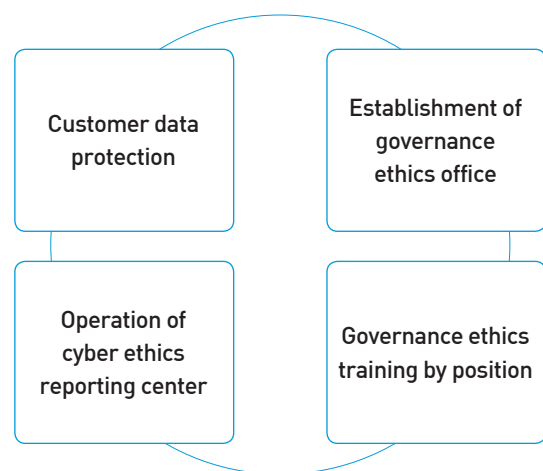 Customer data
protection
Establishment of
governance
ethics office
Operation of
cyber ethics
reporting center
Governance ethics
training by position